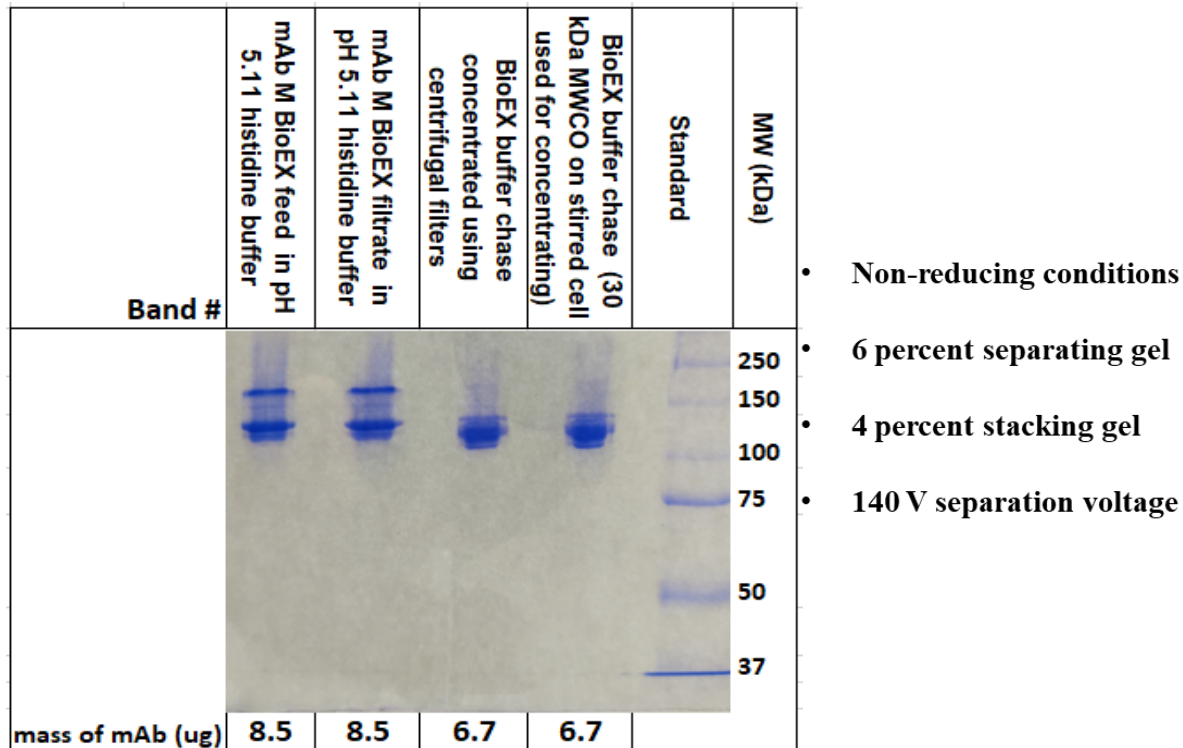 mAb M BioEX feed in pH
5.11 histidine buffer
mAb M BioEX filtrate in
pH 5.11 histidine buffer
BioEX buffer chase
concentrated using
centrifugal filters
BioEX buffer chase (30
kDa MWCO on stirred cell
used for concentrating)
Standard
MW (kDa)
Band #
250
150
100
75
50
37
mass of mAb (ug) 8.5 8.5 6.7 6.7
• Non-reducing conditions
• 6 percent separating gel
• 4 percent stacking gel
• 140 V separation voltage